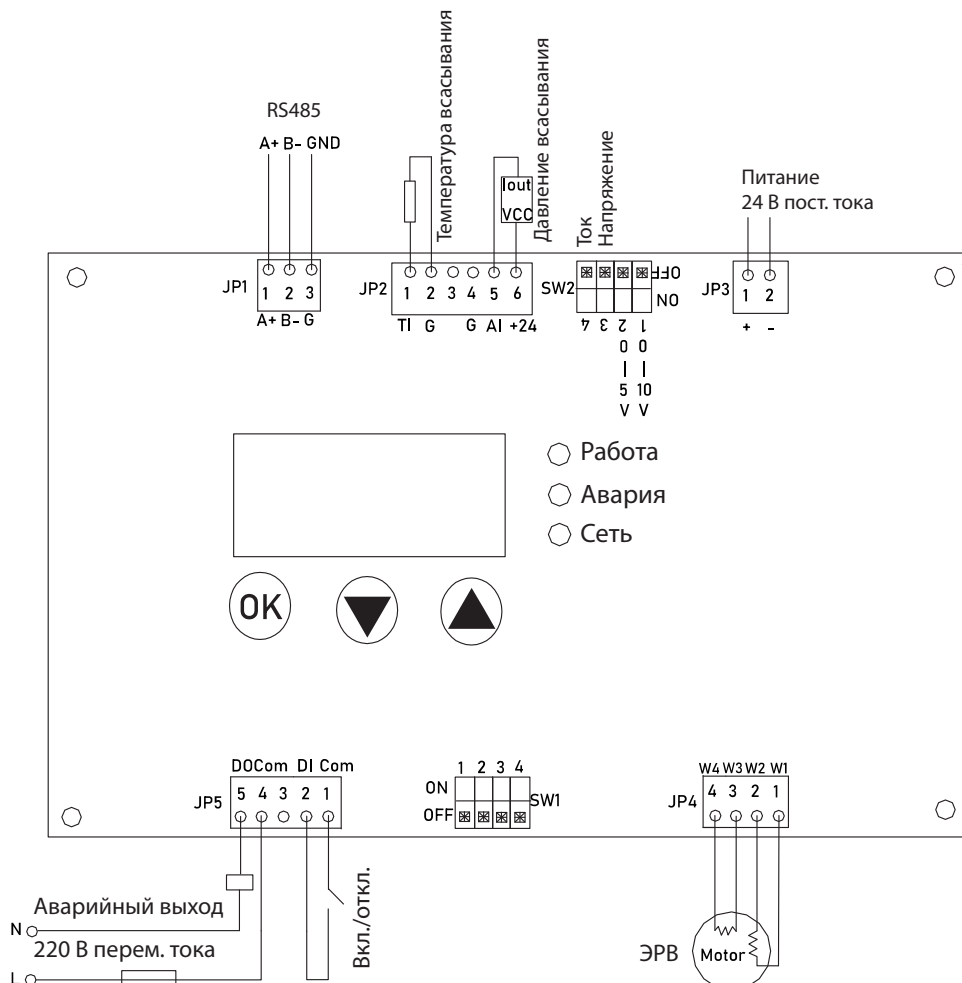 RS485
A+ B- GND
Температура всасывания
Iout
VCC
Давление всасывания
Ток
Напряжение
Питание
24 В пост. тока
JP1
1 2 3
A+ B- G
JP2
1 2 3 4 5 6
TI G G AI +24
SW2
OFF
ON
4 3 2 1
0 0
— —
5 10
V V
JP3
1 2
+ -
Работа
Авария
Сеть
OK
DO Com DI Com
JP5
5 4 3 2 1
1 2 3 4
ON
OFF
SW1
W4 W3 W2 W1
JP4
4 3 2 1
Аварийный выход
N
220 В перем. тока
L
Вкл./откл.
ЭРВ
Motor